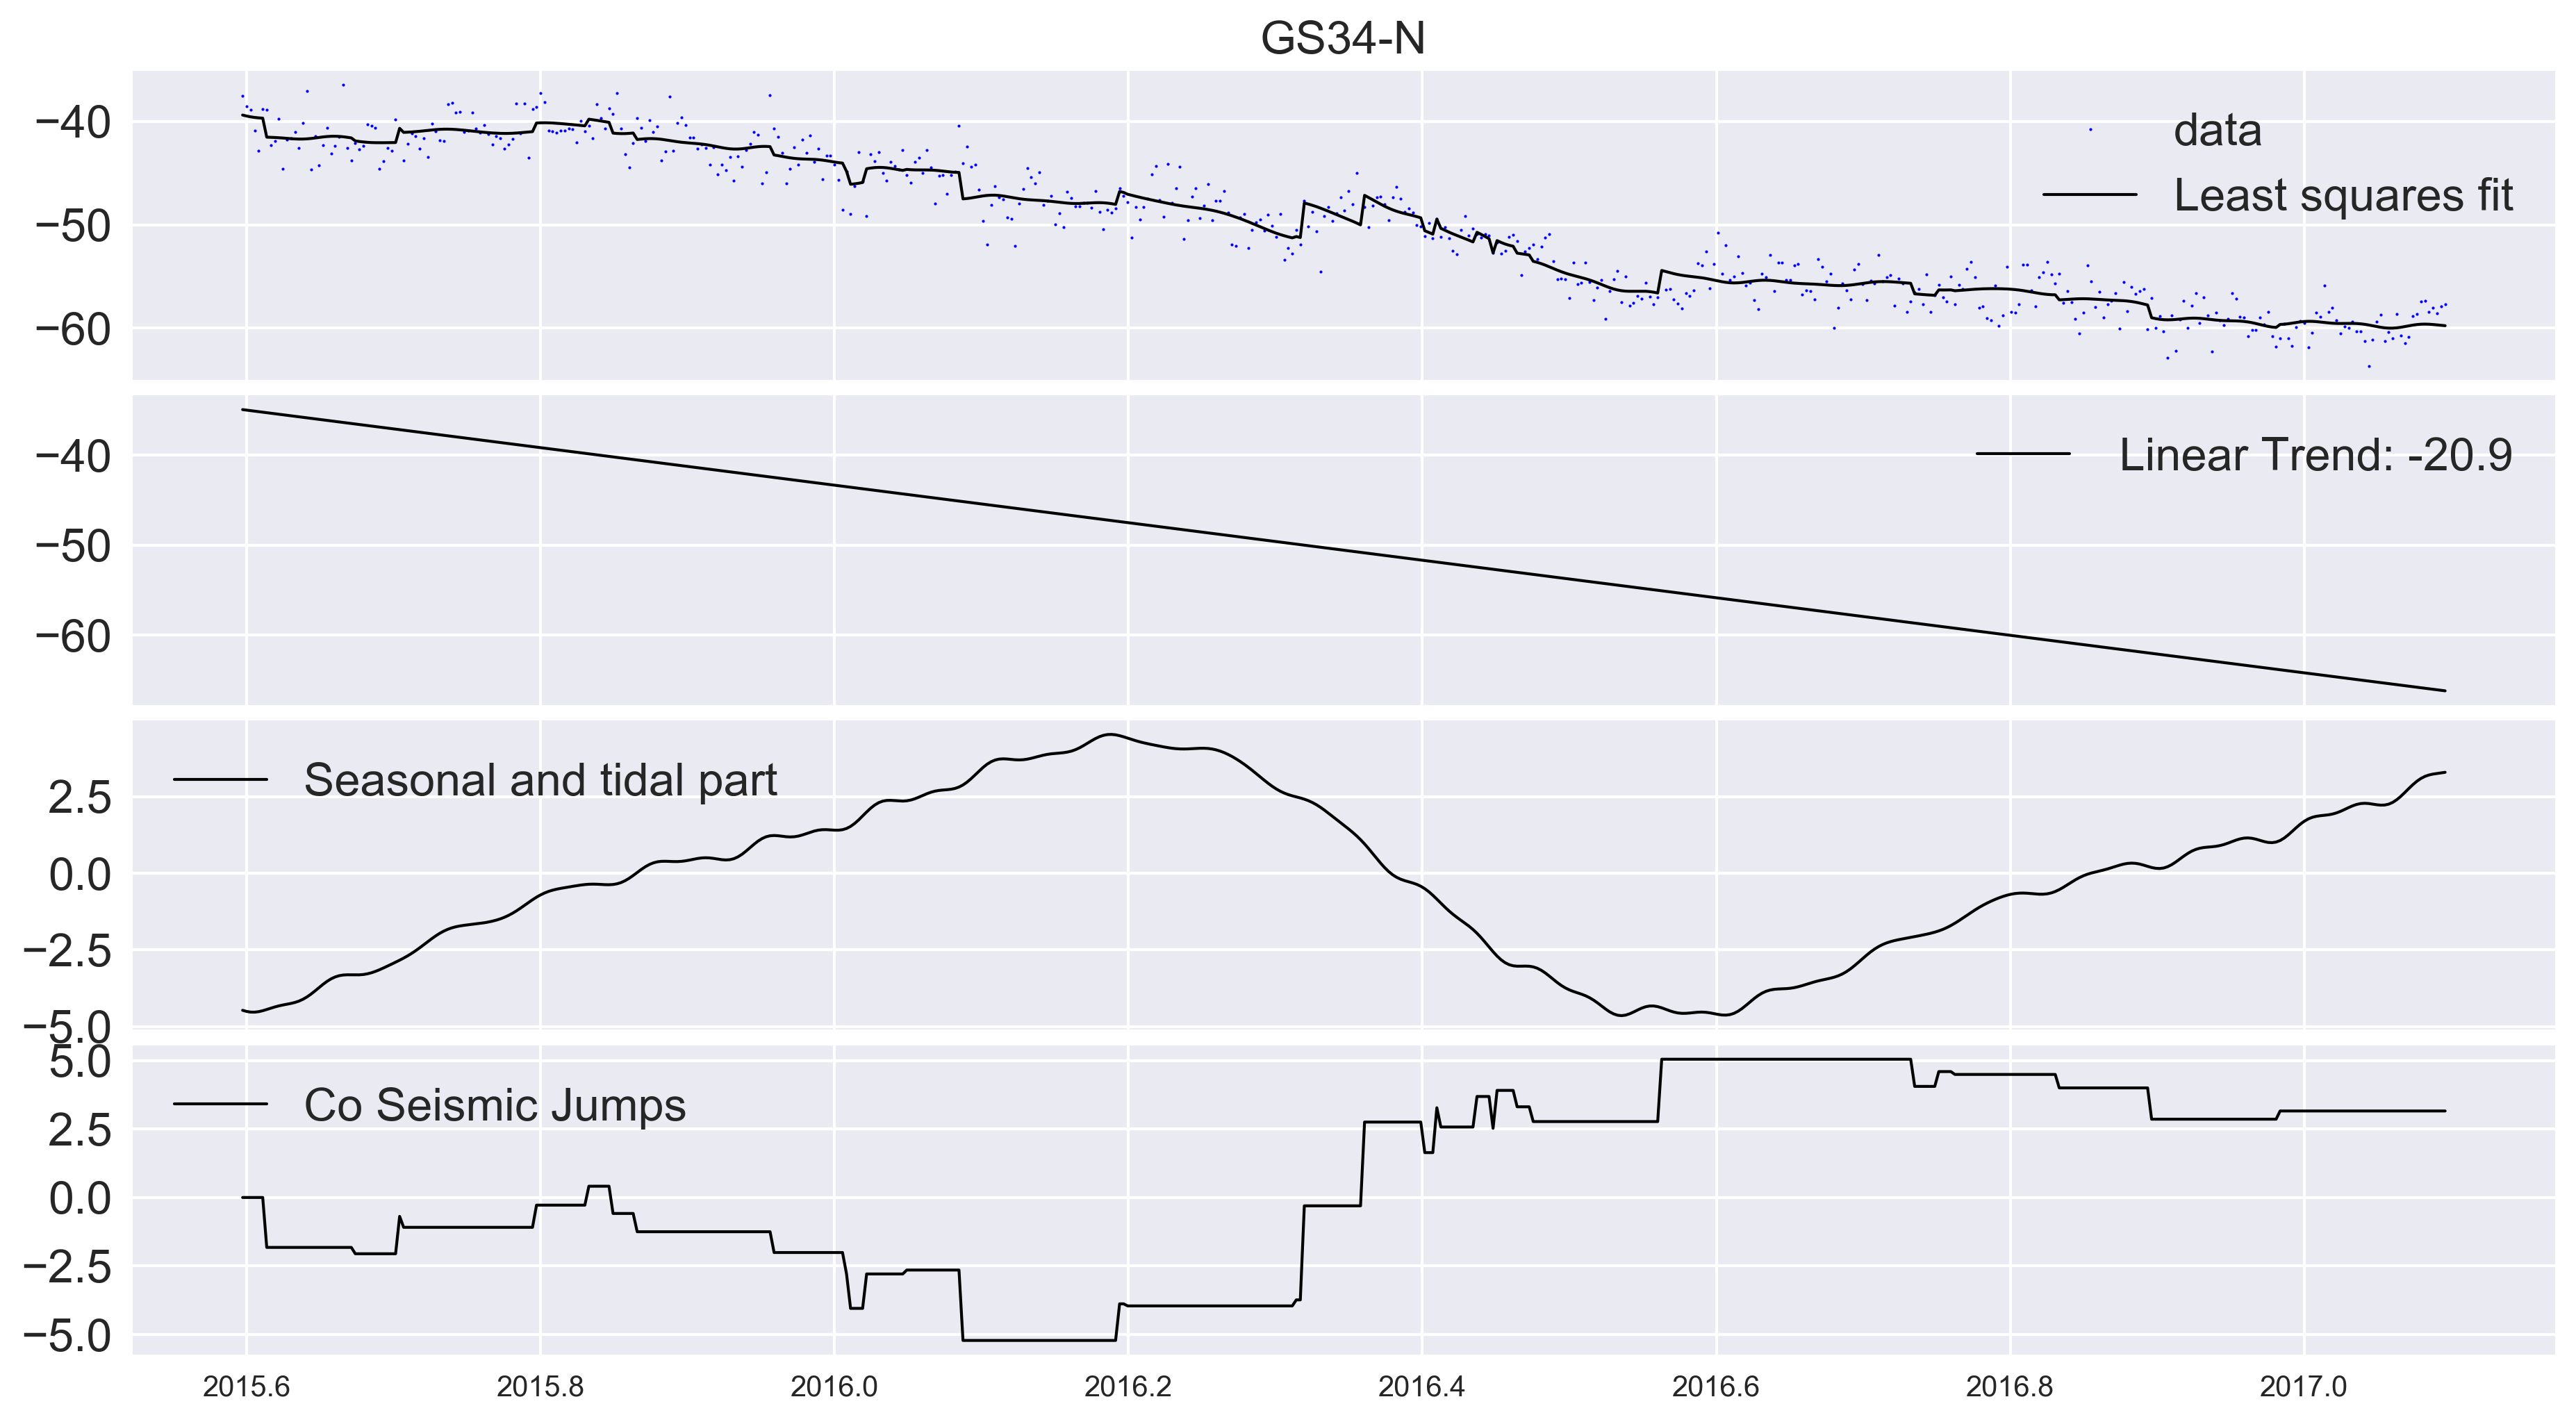 GS34-N
−40
−50
−60
data
Least squares fit
−40
−50
−60
Linear Trend: -20.9
2.5
0.0
−2.5
−5.0
Seasonal and tidal part
5.0
2.5
0.0
−2.5
−5.0
Co Seismic Jumps
2015.6 2015.8 2016.0 2016.2 2016.4 2016.6 2016.8 2017.0